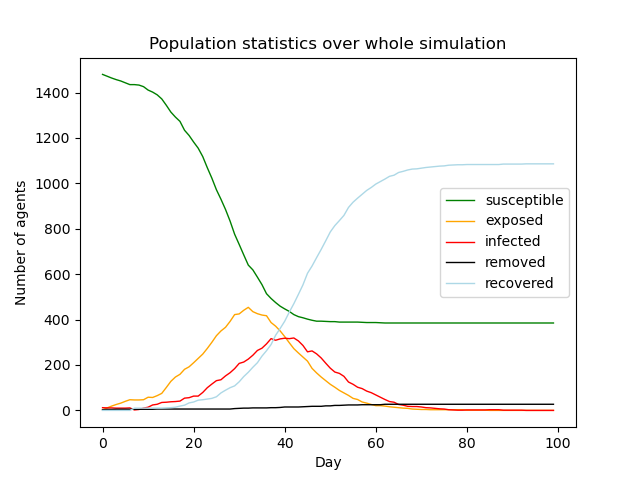 Population statistics over whole simulation
1400
1200
1000
800
600
400
200
0
Number of agents
susceptible
exposed
infected
removed
recovered
0 20 40 60 80 100
Day